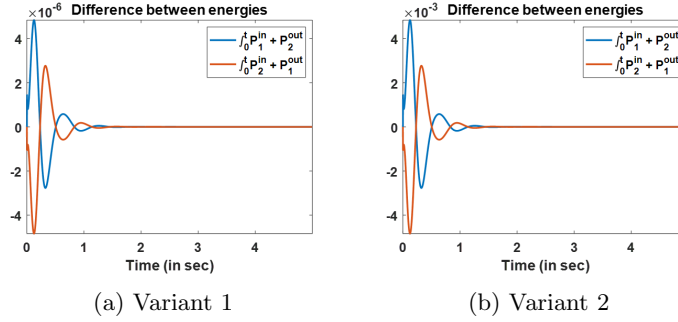 ×10⁻⁶ Difference between energies
4
2
0
-2
-4
∫₀ᵗP₁ⁱⁿ + P₂ᵒᵘᵗ
∫₀ᵗP₂ⁱⁿ + P₁ᵒᵘᵗ
0 1 2 3 4
Time (in sec)
(a) Variant 1
×10⁻³ Difference between energies
4
2
0
-2
-4
∫₀ᵗP₁ⁱⁿ + P₂ᵒᵘᵗ
∫₀ᵗP₂ⁱⁿ + P₁ᵒᵘᵗ
0 1 2 3 4
Time (in sec)
(b) Variant 2